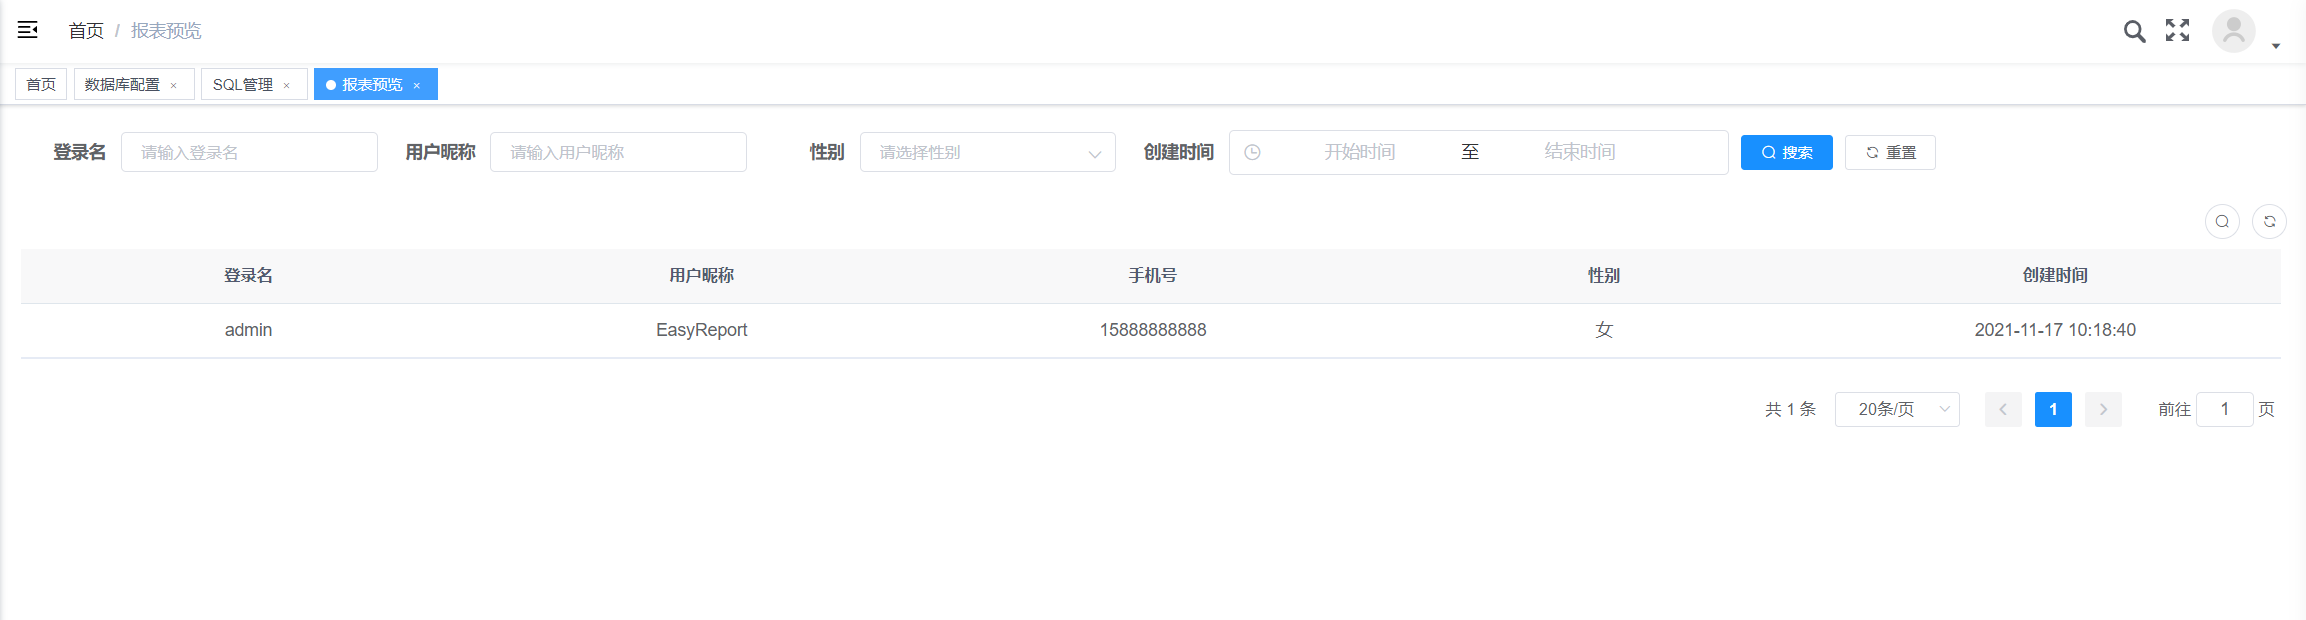 首页 / 报表预览
首页 数据库配置 × SQL管理 × 报表预览 ×
登录名 请输入登录名 用户昵称 请输入用户昵称 性别 请选择性别 创建时间 开始时间 至 结束时间 搜索 重置
登录名 用户昵称 手机号 性别 创建时间
admin EasyReport 15888888888 女 2021-11-17 10:18:40
共 1 条 20条/页 1 前往 1 页